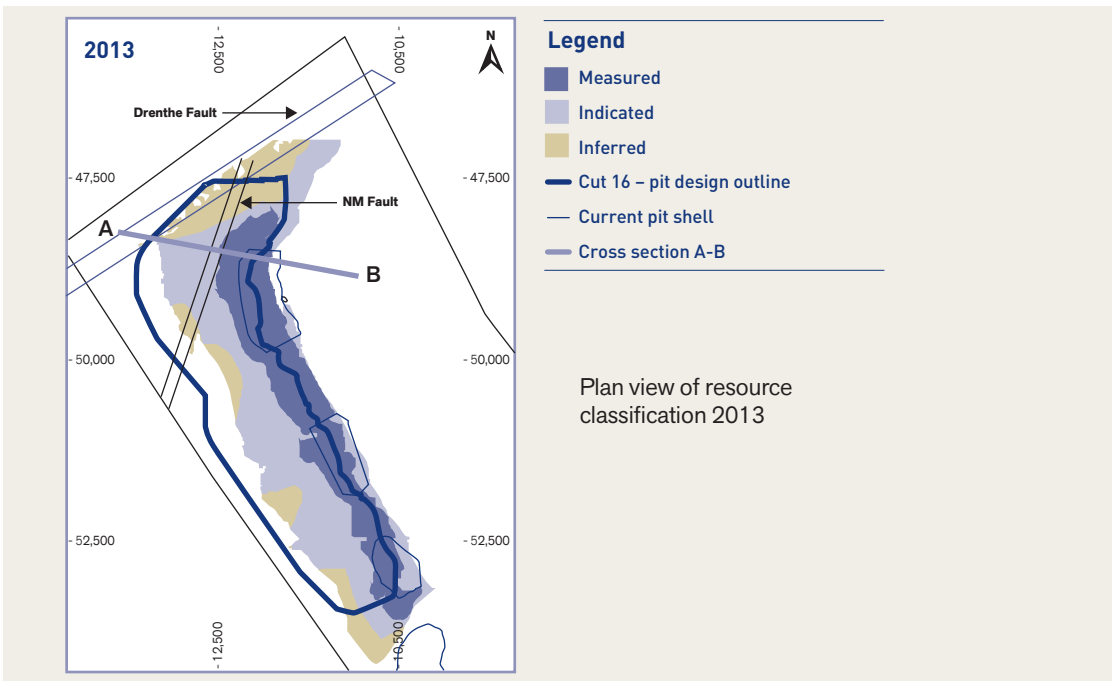 2013
- 12,500
- 10,500
N
Drenthe Fault
- 47,500
- 47,500
NM Fault
A
B
- 50,000
- 50,000
- 52,500
- 52,500
- 12,500
- 10,500
Legend
Measured
Indicated
Inferred
Cut 16 – pit design outline
Current pit shell
Cross section A-B
Plan view of resource
classification 2013